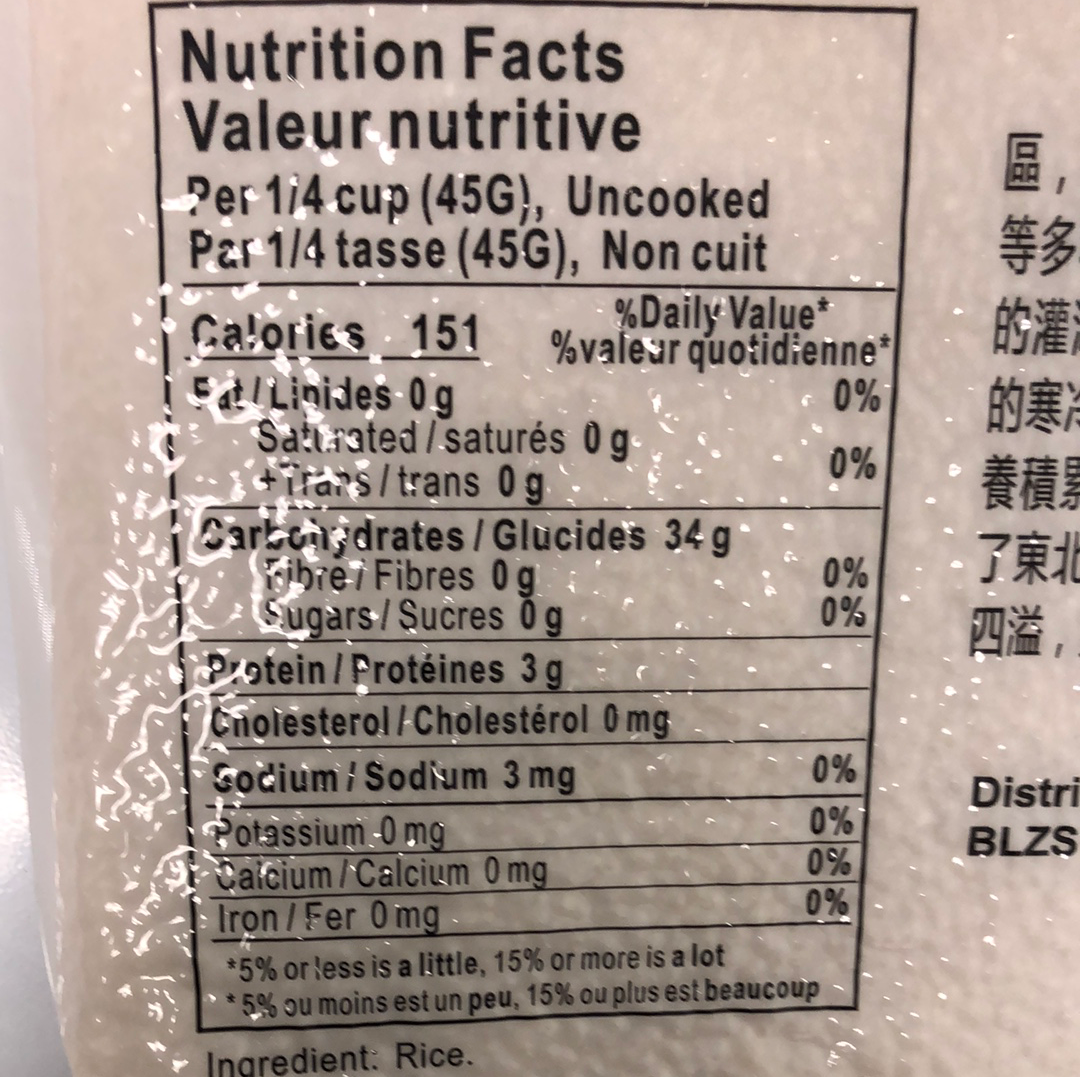 Nutrition Facts
Valeur nutritive
Per 1/4 cup (45G), Uncooked
Par 1/4 tasse (45G), Non cuit
Calories 151
%Daily Value*
%valeur quotidienne*
Fat / Lipides 0 g 0%
Saturated / saturés 0 g
+Trans / trans 0 g 0%
Carbohydrates / Glucides 34 g
Fibre / Fibres 0 g 0%
Sugars / Sucres 0 g 0%
Protein / Protéines 3 g
Cholesterol / Cholestérol 0 mg
Sodium / Sodium 3 mg 0%
Potassium 0 mg 0%
Calcium / Calcium 0 mg 0%
Iron / Fer 0 mg 0%
*5% or less is a little, 15% or more is a lot
*5% ou moins est un peu, 15% ou plus est beaucoup
Ingredient: Rice.
區，
等多
的灌
的寒
養積累
了東北
四溢，
Distri
BLZS